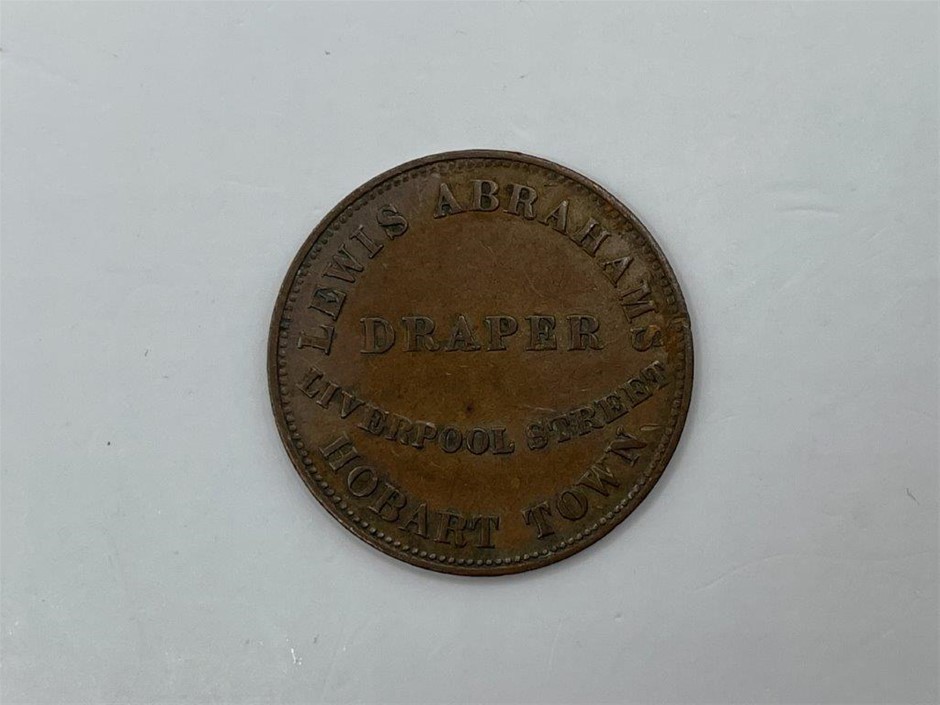 LEWIS ABRAHAMS
DRAPER
LIVERPOOL STREET
HOBART TOWN